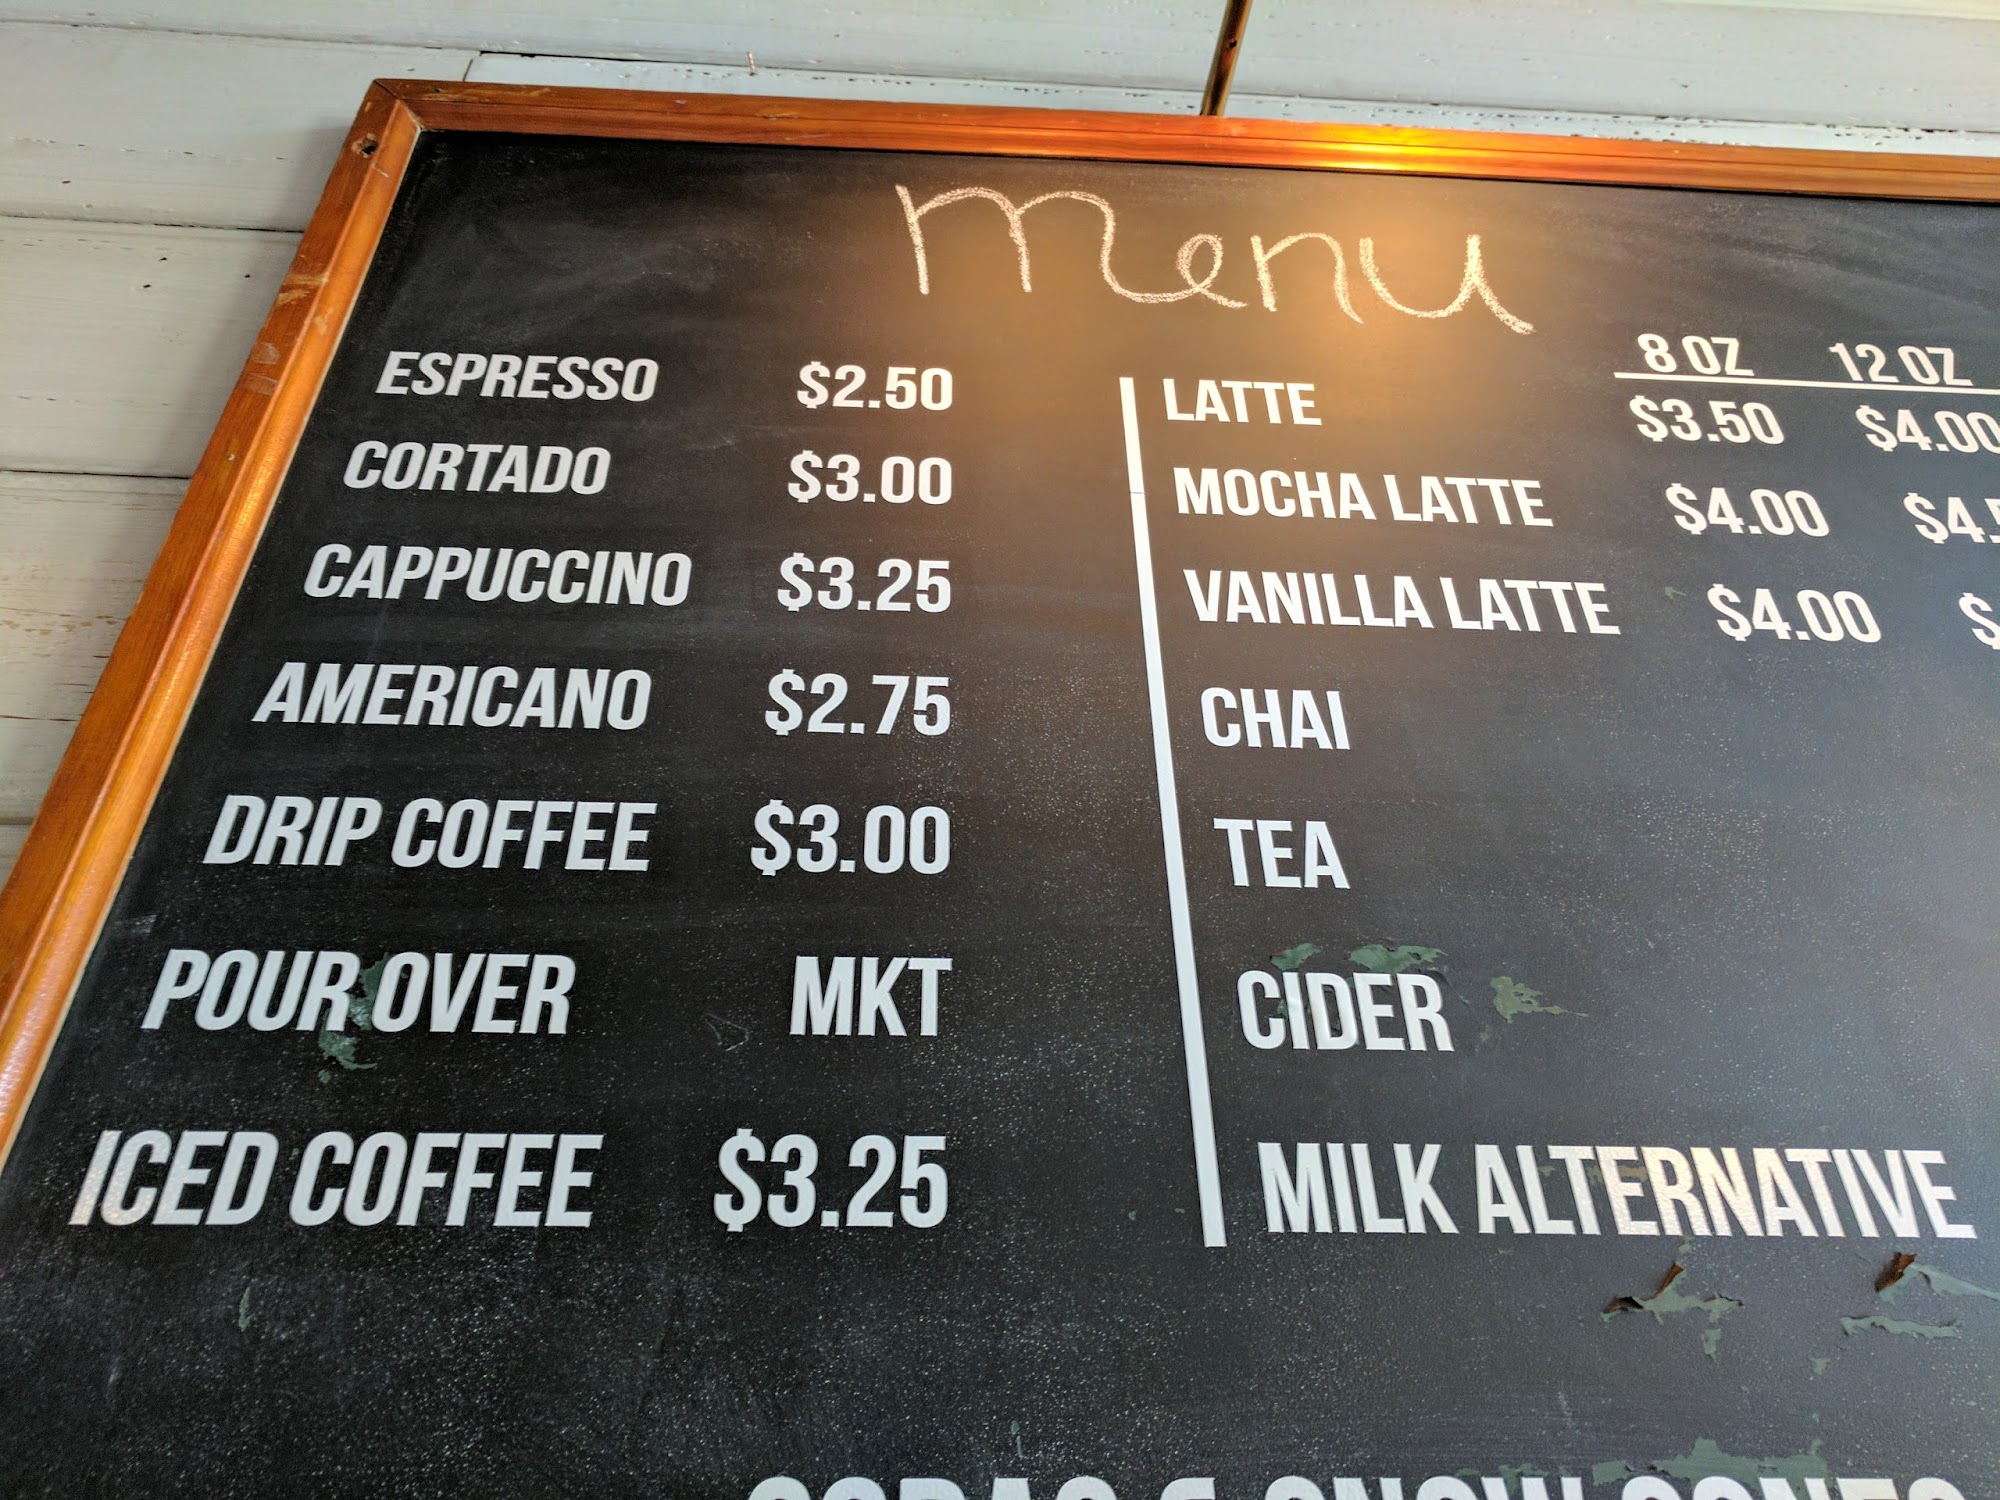 menu
ESPRESSO $2.50
CORTADO $3.00
CAPPUCCINO $3.25
AMERICANO $2.75
DRIP COFFEE $3.00
POUR OVER MKT
ICED COFFEE $3.25
8 OZ 12 OZ
LATTE $3.50 $4.00
MOCHA LATTE $4.00
VANILLA LATTE $4.00
CHAI
TEA
CIDER
MILK ALTERNATIVE